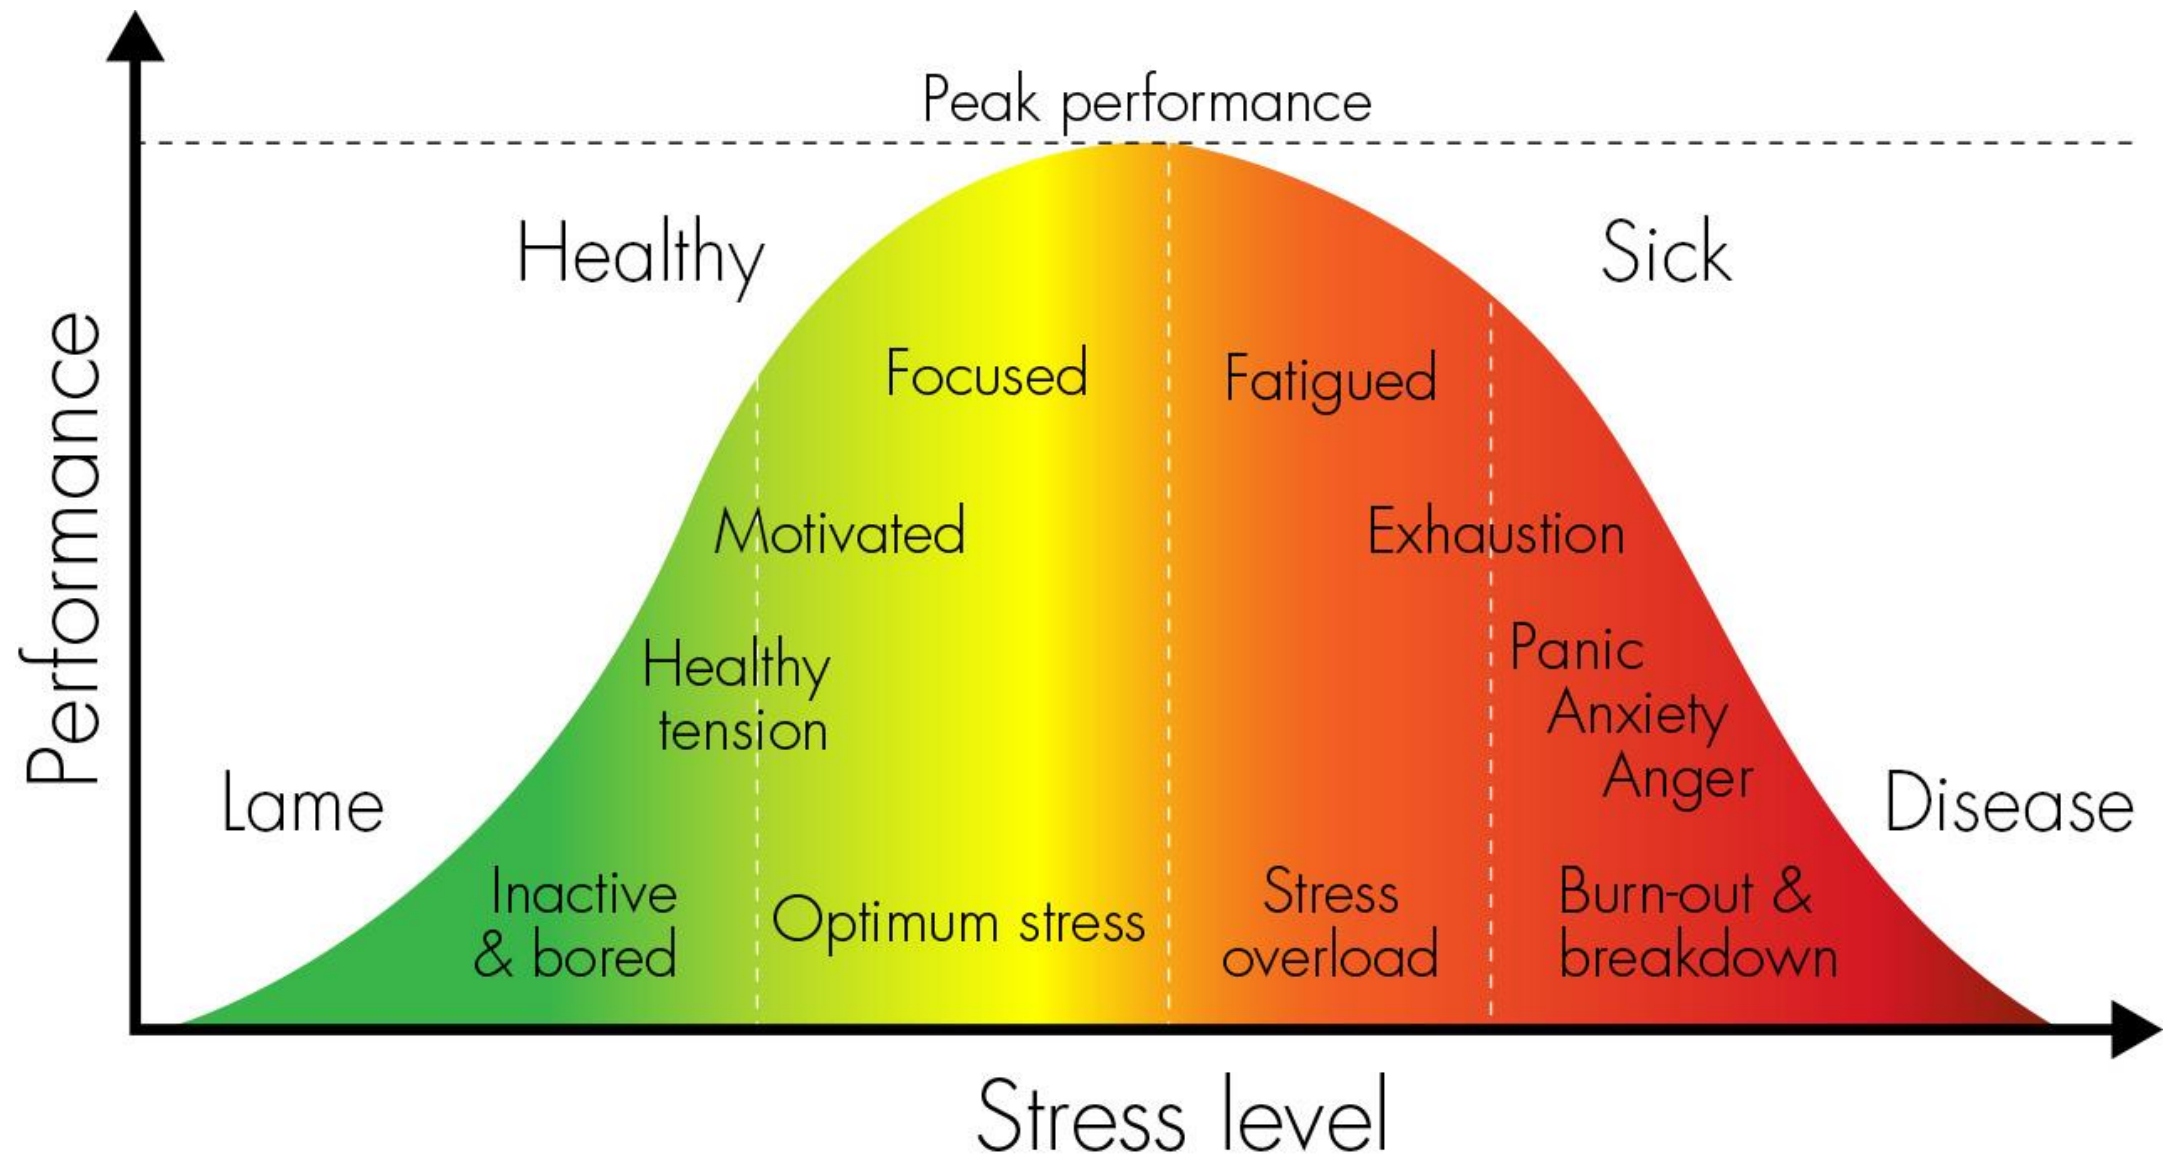 Peak performance
Healthy
Sick
Performance
Focused
Fatigued
Motivated
Exhaustion
Healthy
tension
Panic
Anxiety
Anger
Lame
Disease
Inactive
& bored
Optimum stress
Stress
overload
Burn-out &
breakdown
Stress level